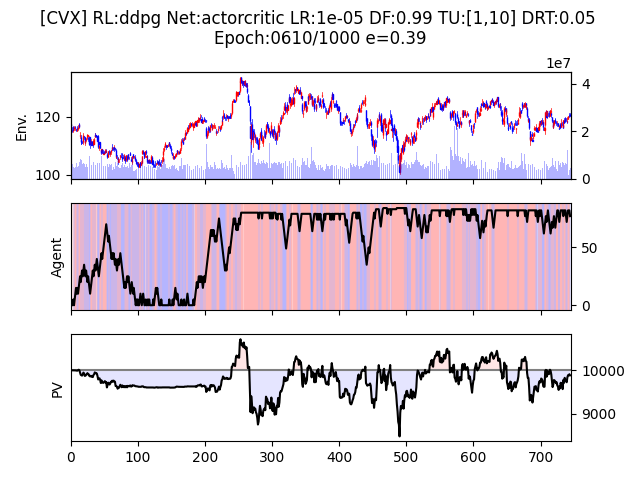 [CVX] RL:ddpg Net:actorcritic LR:1e-05 DF:0.99 TU:[1,10] DRT:0.05
Epoch:0610/1000 e=0.39
1e7
Env.
120
100
4
2
0
Agent
50
0
PV
10000
9000
0 100 200 300 400 500 600 700